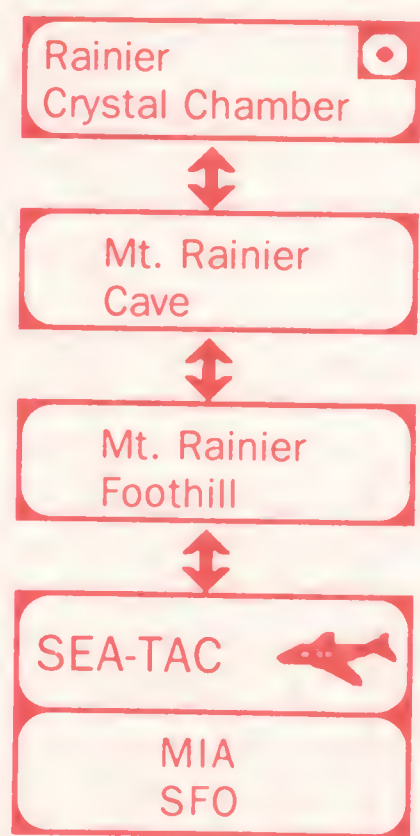 Rainier
Crystal Chamber
Mt. Rainier
Cave
Mt. Rainier
Foothill
SEA-TAC
MIA
SFO